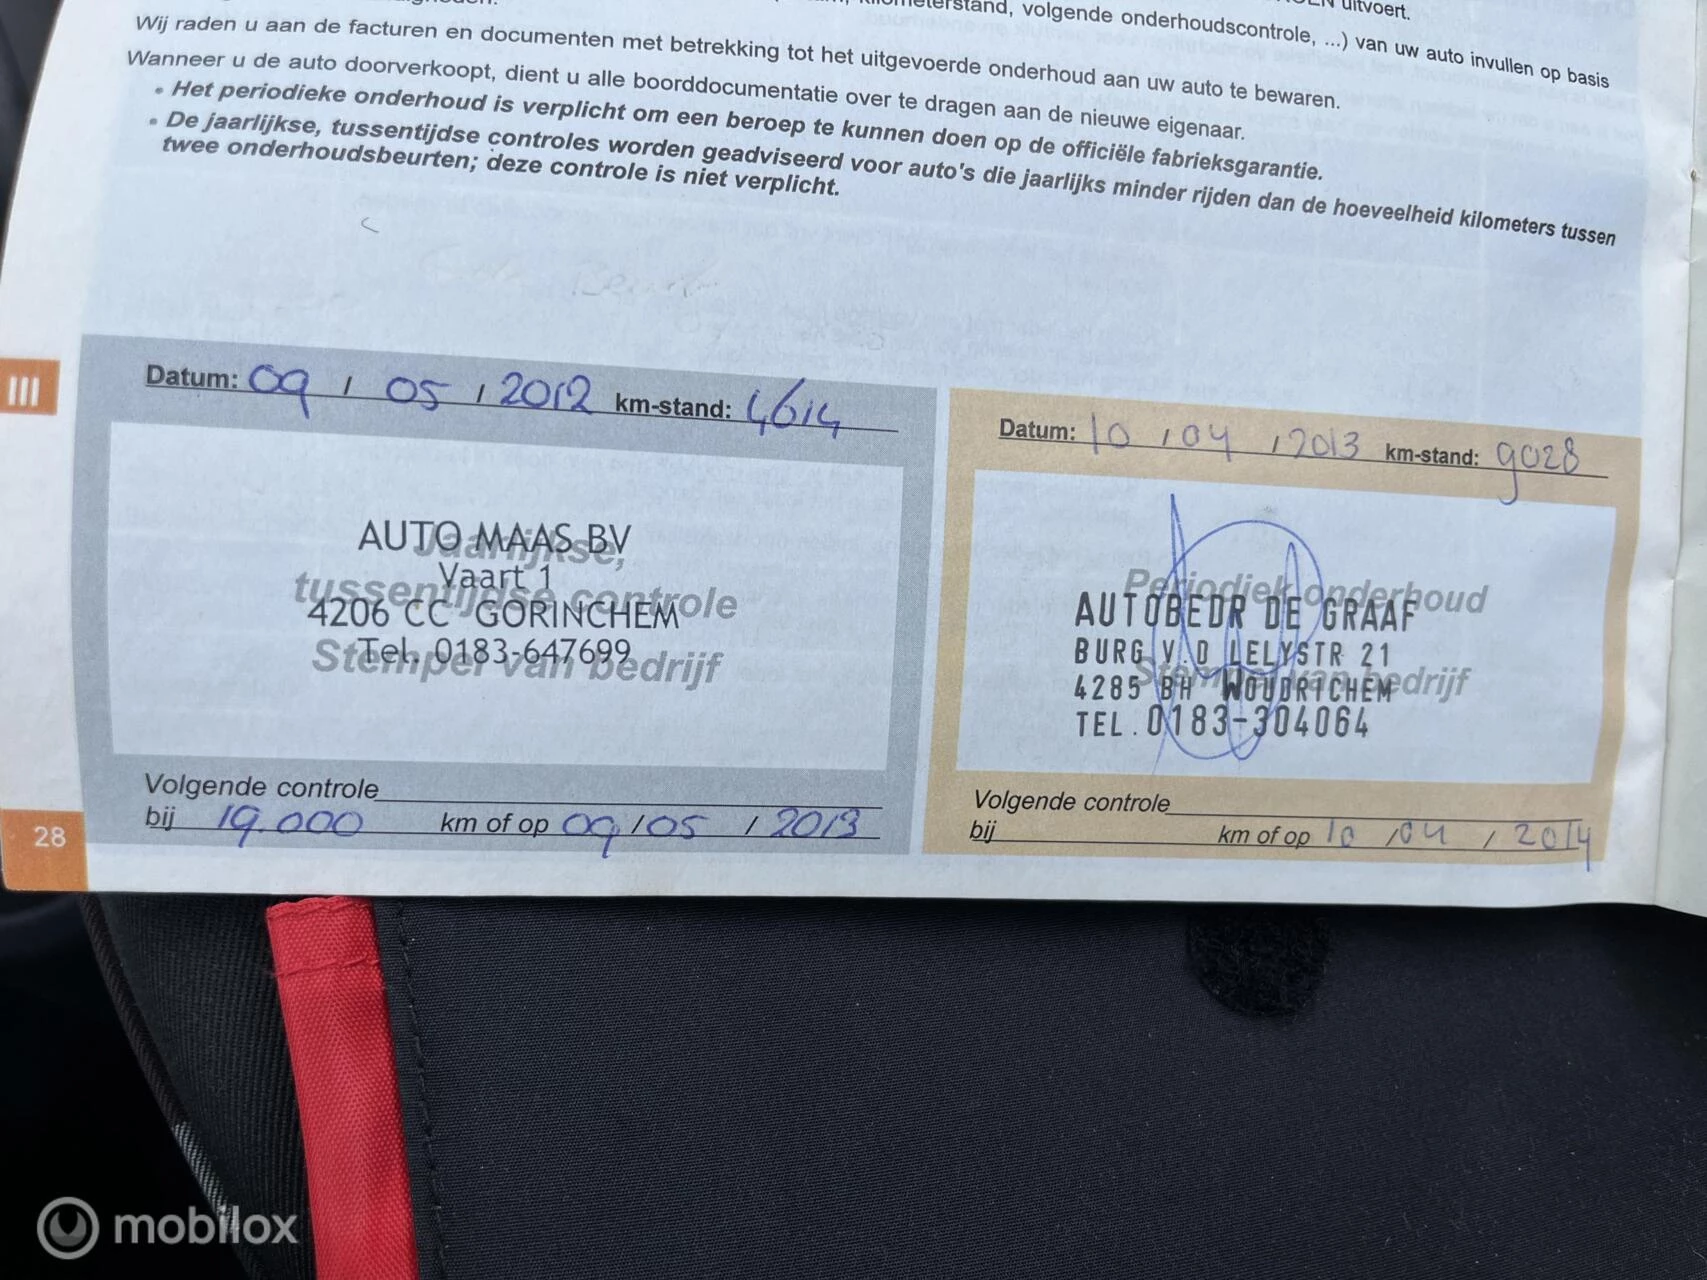 uitvoert.
volgende onderhoudscontrole, ...) van uw auto invullen op basis
Wij raden u aan de facturen en documenten met betrekking tot het uitgevoerde onderhoud aan uw auto te bewaren.
Wanneer u de auto doorverkoopt, dient u alle boorddocumentatie over te dragen aan de nieuwe eigenaar.
• Het periodieke onderhoud is verplicht om een beroep te kunnen doen op de officiële fabrieksgarantie.
• De jaarlijkse, tussentijdse controles worden geadviseerd voor auto's die jaarlijks minder rijden dan de hoeveelheid kilometers tussen
twee onderhoudsbeurten; deze controle is niet verplicht.
III
Datum: 09 / 05 / 2012 km-stand: 4614
Jaarlijkse,
tussentijdse controle
Stempel van bedrijf
AUTO MAAS BV
Vaart 1
4206 CC GORINCHEM
Tel. 0183-647699
Volgende controle
bij 19.000 km of op 09/05 / 2013
Datum: 10 / 04 / 2013 km-stand: 9028
Periodiek onderhoud
Stempel van bedrijf
AUTOBEDR DE GRAAF
BURG V.D LELYSTR 21
4285 BH WOUDRICHEM
TEL. 0183-304064
Volgende controle
bij km of op 10 /04 / 2014
28
mobilox